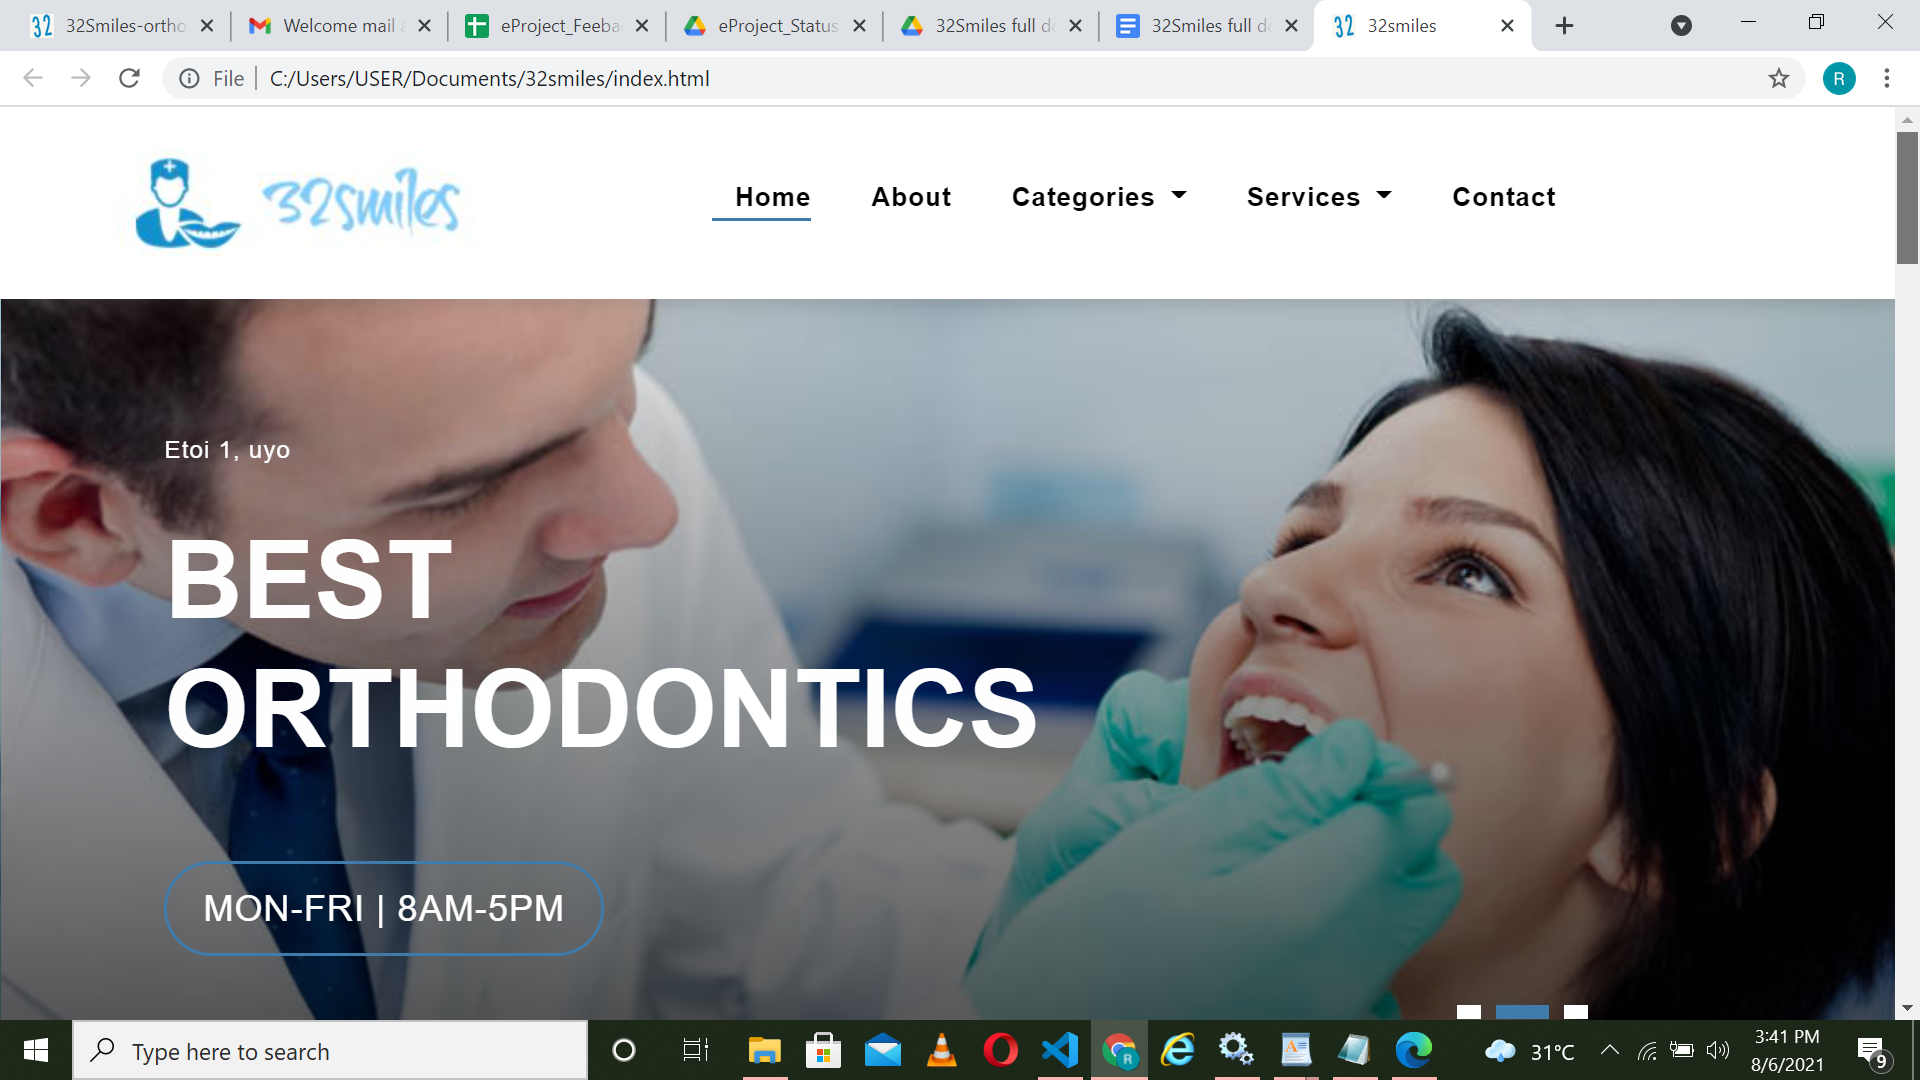 32Smiles-ortho
Welcome mail a
eProject_Feeba
eProject_Status
32Smiles full do
32Smiles full do
32smiles
File
C:/Users/USER/Documents/32smiles/index.html
R
32smiles
Home
About
Categories
Services
Contact
Etoi 1, uyo
BEST
ORTHODONTICS
MON-FRI | 8AM-5PM
Type here to search
R
31°C
3:41 PM
8/6/2021
9